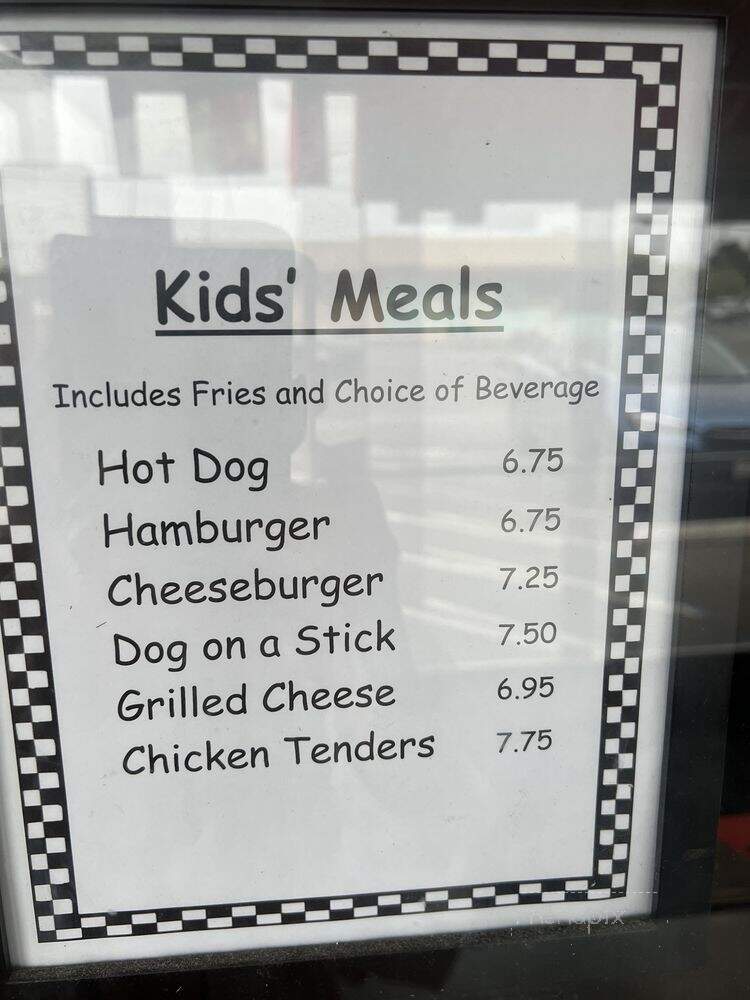 Kids' Meals
Includes Fries and Choice of Beverage
Hot Dog 6.75
Hamburger 6.75
Cheeseburger 7.25
Dog on a Stick 7.50
Grilled Cheese 6.95
Chicken Tenders 7.75